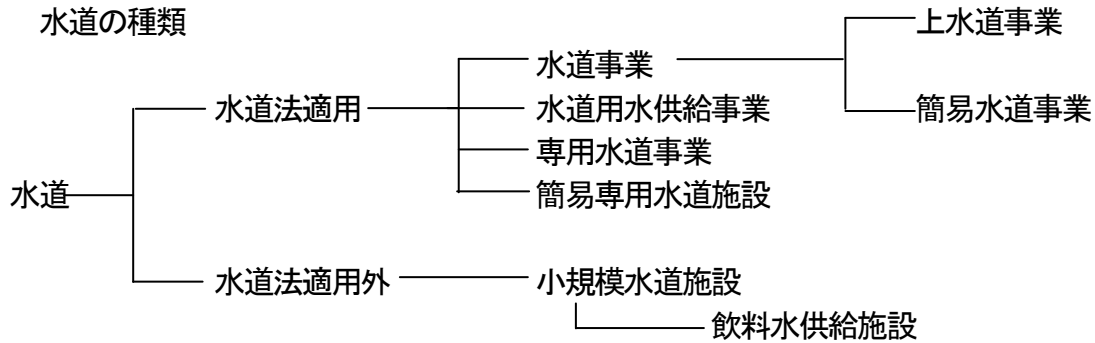 水道の種類
上水道事業
水道事業
水道法適用
水道用水供給事業
簡易水道事業
専用水道事業
水道
簡易専用水道施設
水道法適用外
小規模水道施設
飲料水供給施設